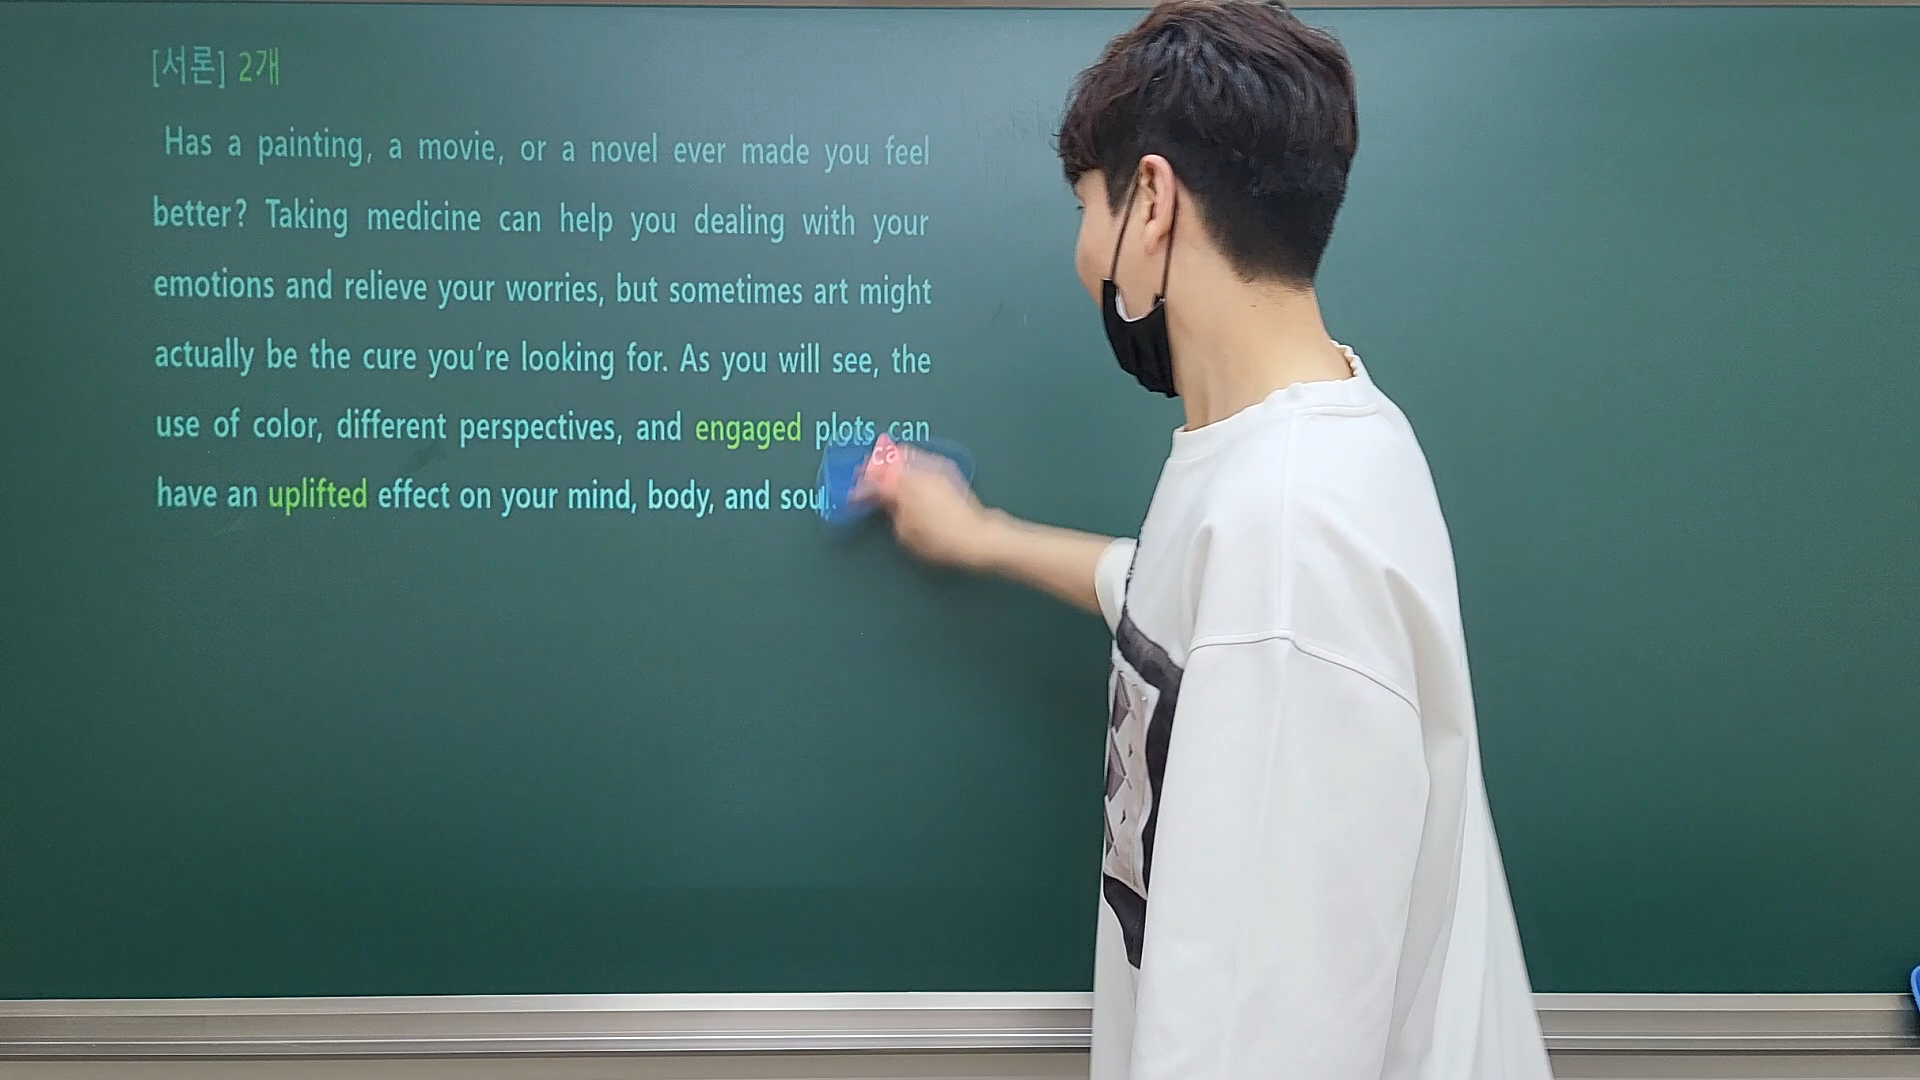 [서론] 2개
Has a painting, a movie, or a novel ever made you feel
better? Taking medicine can help you dealing with your
emotions and relieve your worries, but sometimes art might
actually be the cure you're looking for. As you will see, the
use of color, different perspectives, and engaged plots can
have an uplifted effect on your mind, body, and soul.